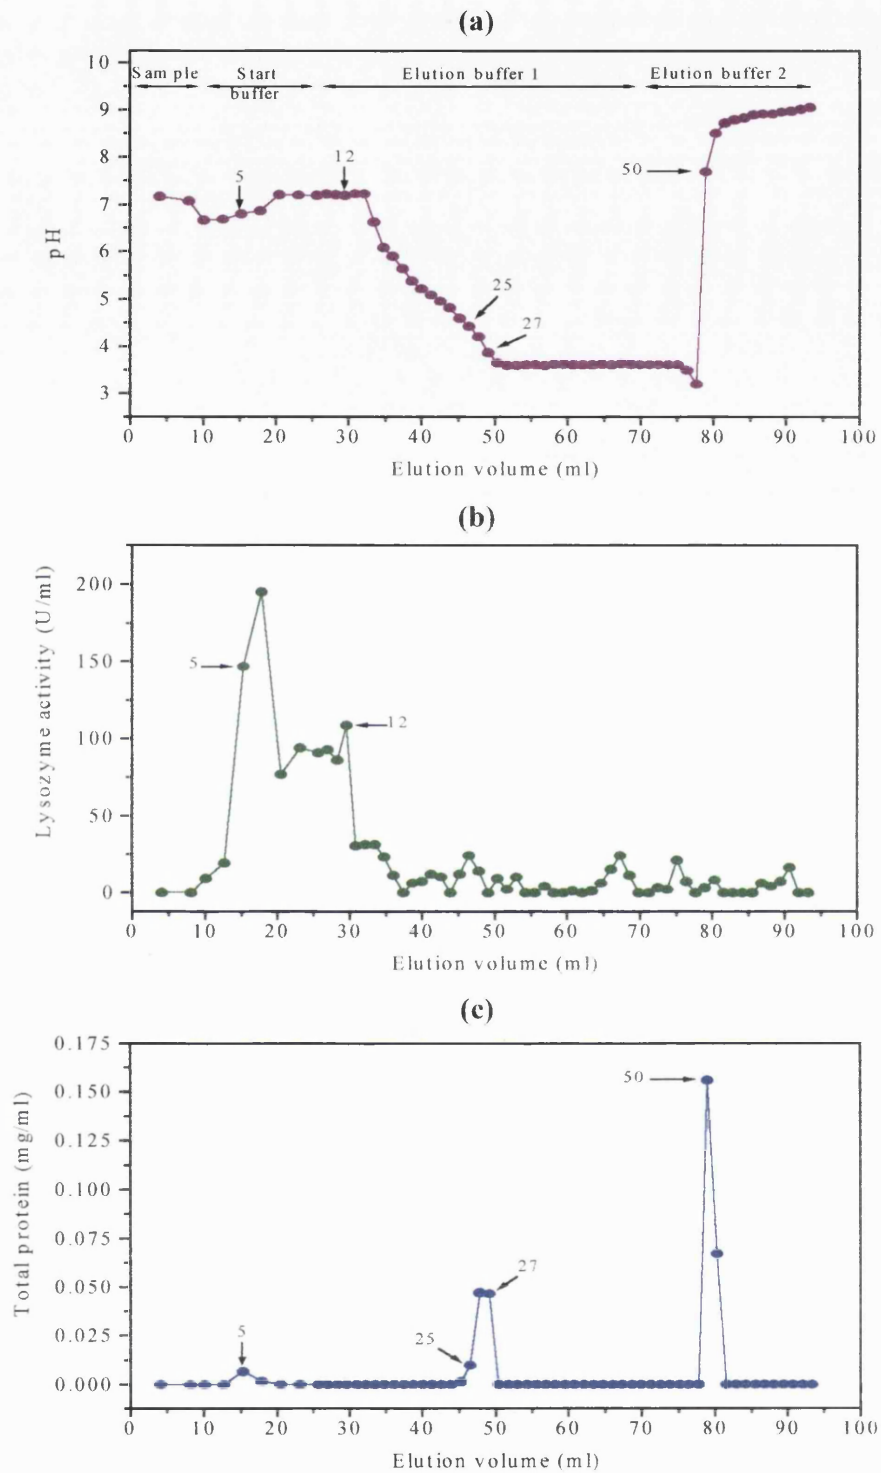 (a)
Sample Start Elution buffer 1 Elution buffer 2
buffer
10
9
8
7
6
5
4
3
pH
5
12
25
27
50
0 10 20 30 40 50 60 70 80 90 100
Elution volume (ml)
(b)
Lysozyme activity (U/ml)
200
150
100
50
0
5
12
0 10 20 30 40 50 60 70 80 90 100
Elution volume (ml)
(c)
Total protein (mg/ml)
0.175
0.150
0.125
0.100
0.075
0.050
0.025
0.000
5
25
27
50
0 10 20 30 40 50 60 70 80 90 100
Elution volume (ml)